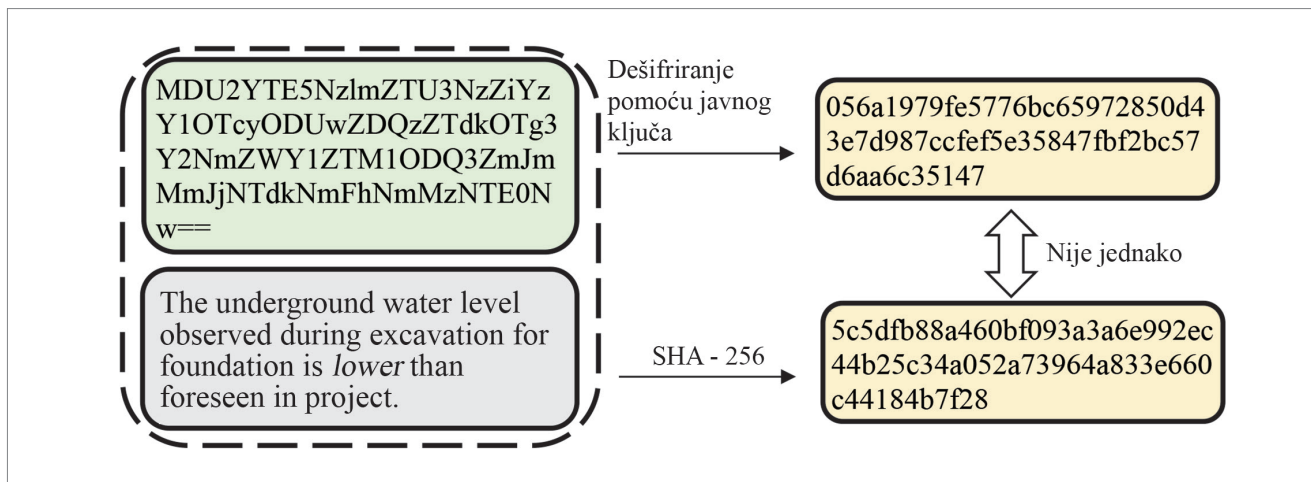 MDU2YTE5NzlmZTU3NzZiYz
Y1OTcyODUwZDQzZTdkOTg3
Y2NmZWY1ZTM1ODQ3ZmJm
MmJjNTdkNmFhNmMzNTE0N
w==
Dešifriranje
pomoću javnog
ključa
056a1979fe5776bc65972850d4
3e7d987ccfef5e35847fbf2bc57
d6aa6c35147
Nije jednako
The underground water level
observed during excavation for
foundation is lower than
foreseen in project.
SHA - 256
5c5dfb88a460bf093a3a6e992ec
44b25c34a052a73964a833e660
c44184b7f28